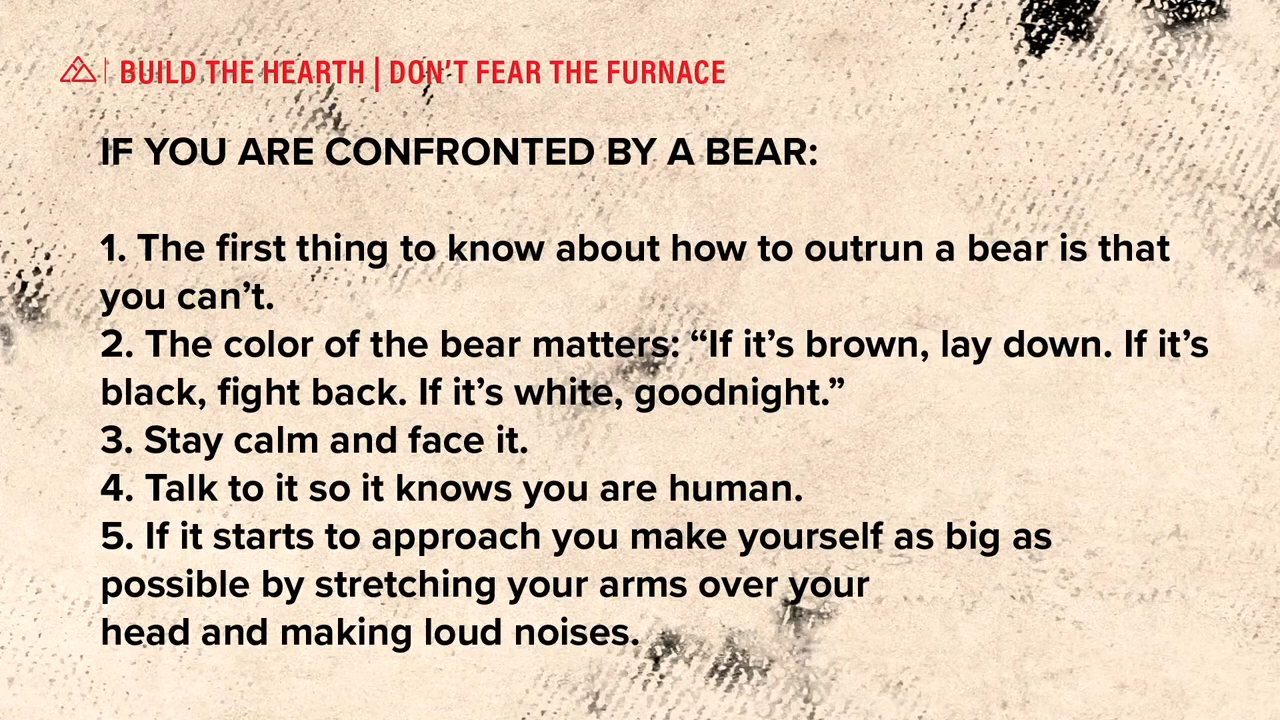 BUILD THE HEARTH | DON'T FEAR THE FURNACE
IF YOU ARE CONFRONTED BY A BEAR:
1. The first thing to know about how to outrun a bear is that
you can’t.
2. The color of the bear matters: “If it’s brown, lay down. If it’s
black, fight back. If it’s white, goodnight.”
3. Stay calm and face it.
4. Talk to it so it knows you are human.
5. If it starts to approach you make yourself as big as
possible by stretching your arms over your
head and making loud noises.